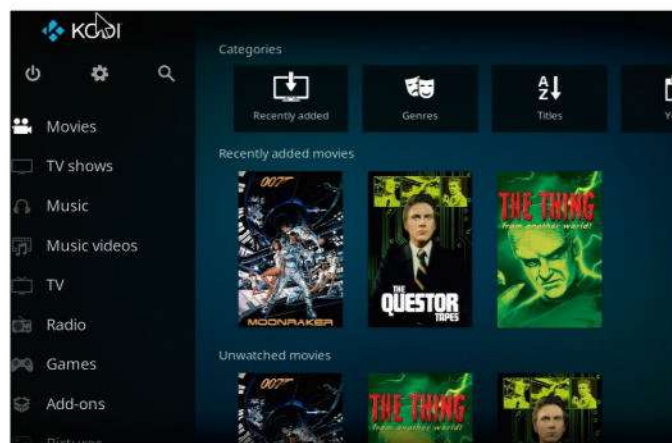 KODI
Categories
Recently added
Genres
A
Z
Titles
Movies
Recently added movies
TV shows
007
THE THING
from another world!
Music
Music videos
TV
THE
QUESTOR
TAPES
MOONRAKER
Radio
Unwatched movies
Games
007
THE THING
from another world!
Add-ons
Pictures